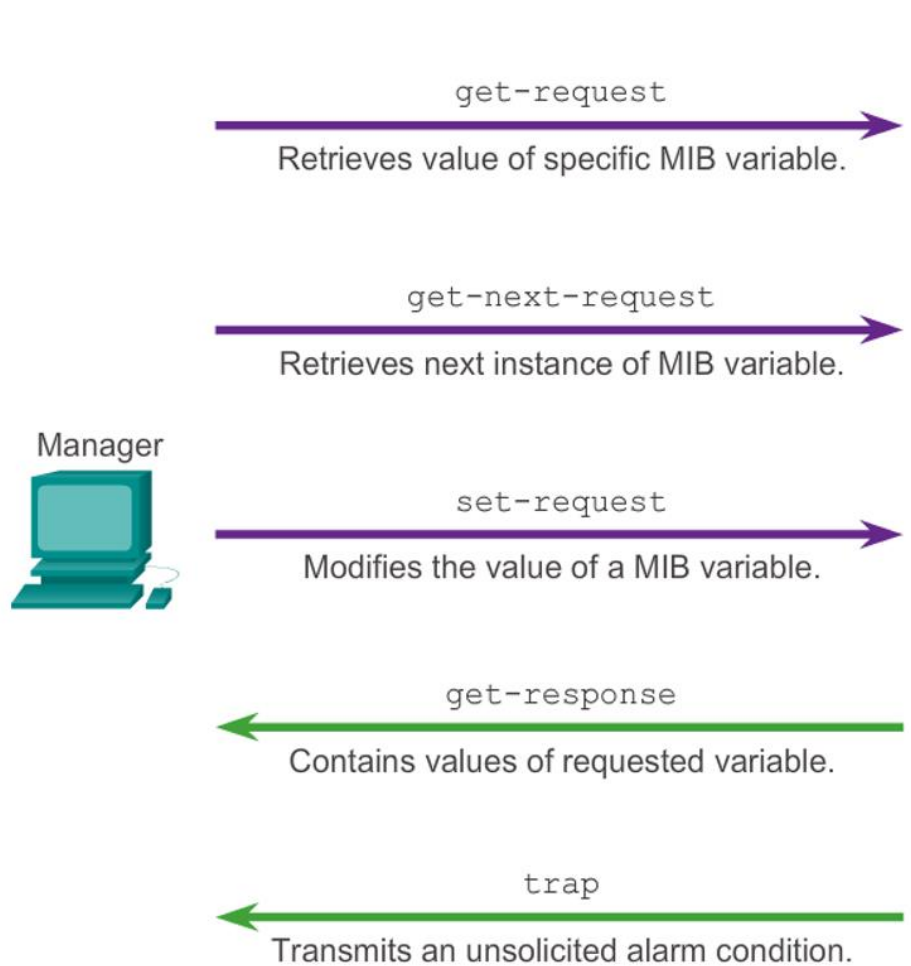 get-request
Retrieves value of specific MIB variable.
get-next-request
Retrieves next instance of MIB variable.
Manager
set-request
Modifies the value of a MIB variable.
get-response
Contains values of requested variable.
trap
Transmits an unsolicited alarm condition.